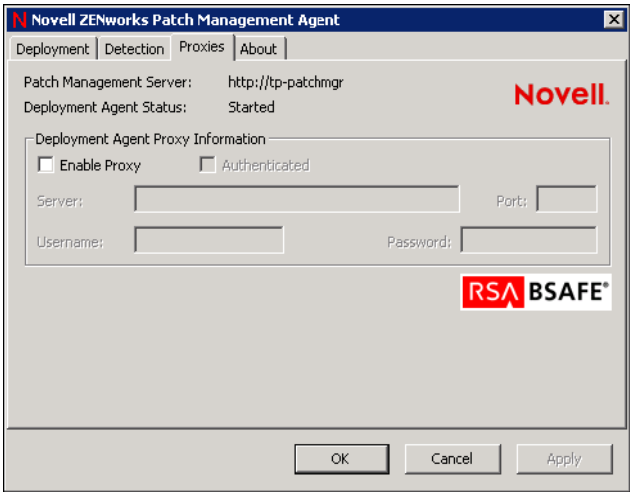 Novell ZENworks Patch Management Agent
Deployment Detection Proxies About
Patch Management Server: http://tp-patchmgr
Deployment Agent Status: Started
Novell.
Deployment Agent Proxy Information
Enable Proxy Authenticated
Server: Port:
Username: Password:
RSA BSAFE®
OK Cancel Apply